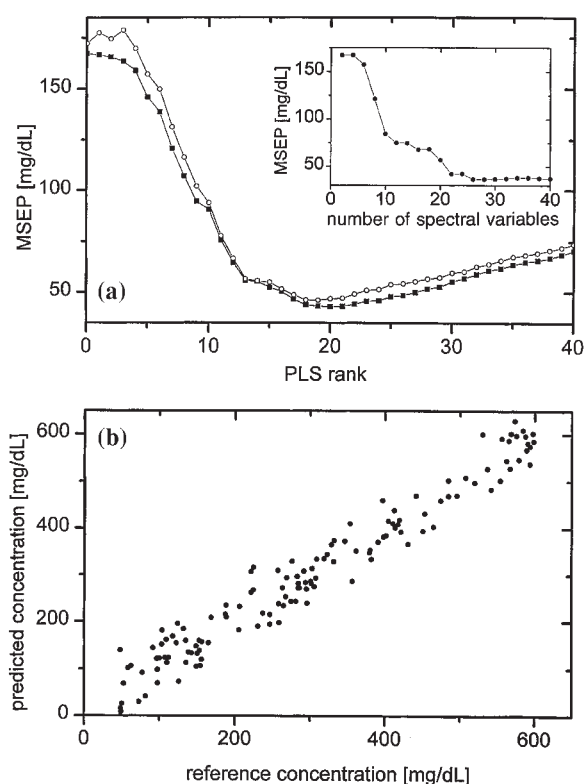 150
100
50
MSEP [mg/dL]
(a)
0 10 20 30 40
PLS rank
150
100
50
MSEP [mg/dL]
0 10 20 30 40
number of spectral variables
(b)
600
400
200
0
predicted concentration [mg/dL]
0 200 400 600
reference concentration [mg/dL]